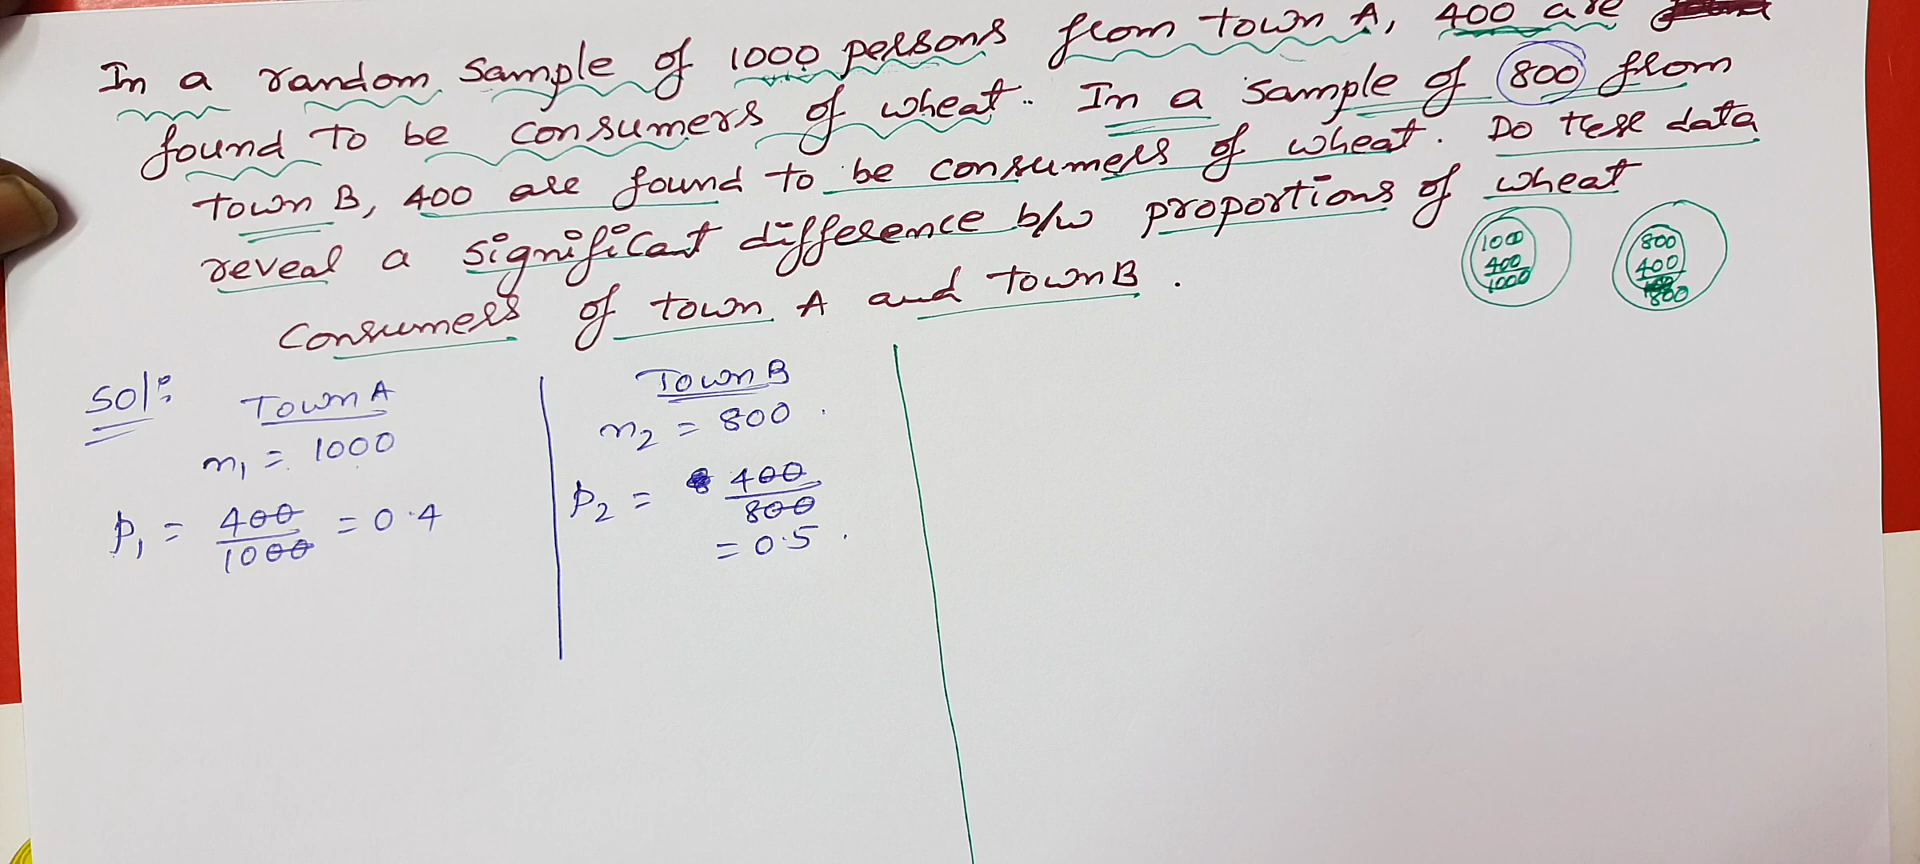 In a random sample of 1000 persons from town A, 400 are
found to be consumers of wheat. In a sample of 800 from
town B, 400 are found to be consumers of wheat. Do these data
reveal a significant difference b/w proportions of wheat
consumers of town A and town B.
1000
400
1000
800
400
800
Sol:
Town A
n₁ = 1000
p₁ = 400/1000 = 0.4
Town B
n₂ = 800.
p₂ = 400/800
= 0.5.